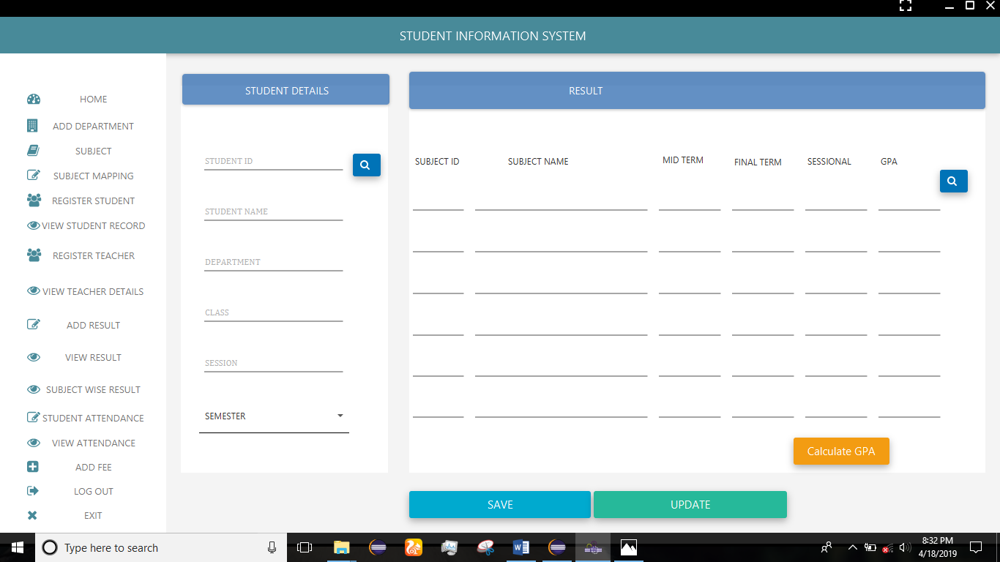 STUDENT INFORMATION SYSTEM
HOME
ADD DEPARTMENT
SUBJECT
SUBJECT MAPPING
REGISTER STUDENT
VIEW STUDENT RECORD
REGISTER TEACHER
VIEW TEACHER DETAILS
ADD RESULT
VIEW RESULT
SUBJECT WISE RESULT
STUDENT ATTENDANCE
VIEW ATTENDANCE
ADD FEE
LOG OUT
EXIT
STUDENT DETAILS
STUDENT ID
STUDENT NAME
DEPARTMENT
CLASS
SESSION
SEMESTER
RESULT
SUBJECT ID SUBJECT NAME MID TERM FINAL TERM SESSIONAL GPA
Calculate GPA
SAVE UPDATE
Type here to search
8:32 PM
4/18/2019